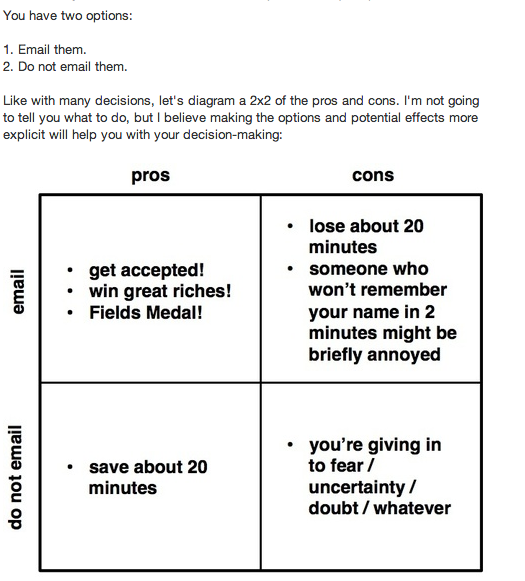 You have two options:
1. Email them.
2. Do not email them.
Like with many decisions, let's diagram a 2x2 of the pros and cons. I'm not going
to tell you what to do, but I believe making the options and potential effects more
explicit will help you with your decision-making:
pros
cons
email
• get accepted!
• win great riches!
• Fields Medal!
• lose about 20
minutes
• someone who
won't remember
your name in 2
minutes might be
briefly annoyed
do not email
• save about 20
minutes
• you're giving in
to fear /
uncertainty /
doubt / whatever